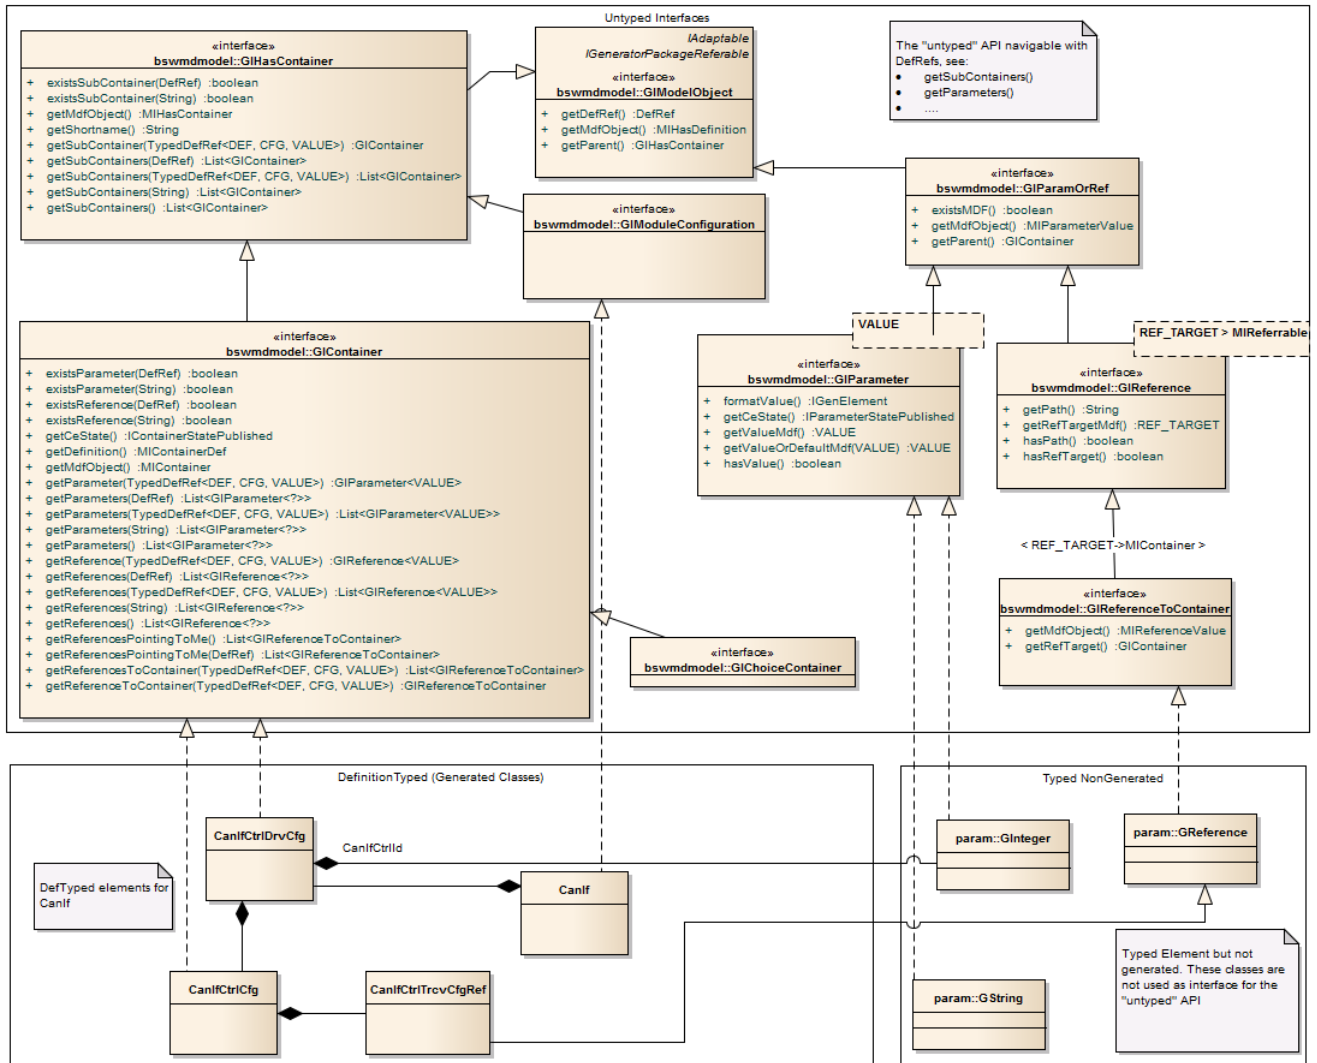 Untyped Interfaces
«interface»
bswmdmodel::GIHasContainer
+ existsSubContainer(DefRef) :boolean
+ existsSubContainer(String) :boolean
+ getMdfObject() :MIHasContainer
+ getShortname() :String
+ getSubContainer(TypedDefRef<DEF, CFG, VALUE>) :GIContainer
+ getSubContainers(DefRef) :List<GIContainer>
+ getSubContainers(TypedDefRef<DEF, CFG, VALUE>) :List<GIContainer>
+ getSubContainers(String) :List<GIContainer>
+ getSubContainers() :List<GIContainer>
IAdaptable
IGeneratorPackageReferable
«interface»
bswmdmodel::GIModelObject
+ getDefRef() :DefRef
+ getMdfObject() :MIHasDefinition
+ getParent() :GIHasContainer
The "untyped" API navigable with
DefRefs, see:
• getSubContainers()
• getParameters()
• ....
«interface»
bswmdmodel::GIModuleConfiguration
«interface»
bswmdmodel::GIParamOrRef
+ existsMDF() :boolean
+ getMdfObject() :MIParameterValue
+ getParent() :GIContainer
«interface»
bswmdmodel::GIContainer
+ existsParameter(DefRef) :boolean
+ existsParameter(String) :boolean
+ existsReference(DefRef) :boolean
+ existsReference(String) :boolean
+ getCeState() :IContainerStatePublished
+ getDefinition() :MIContainerDef
+ getMdfObject() :MIContainer
+ getParameter(TypedDefRef<DEF, CFG, VALUE>) :GIParameter<VALUE>
+ getParameters(DefRef) :List<GIParameter<?>>
+ getParameters(TypedDefRef<DEF, CFG, VALUE>) :List<GIParameter<VALUE>>
+ getParameters(String) :List<GIParameter<?>>
+ getParameters() :List<GIParameter<?>>
+ getReference(TypedDefRef<DEF, CFG, VALUE>) :GIReference<VALUE>
+ getReferences(DefRef) :List<GIReference<?>>
+ getReferences(TypedDefRef<DEF, CFG, VALUE>) :List<GIReference<VALUE>>
+ getReferences(String) :List<GIReference<?>>
+ getReferences() :List<GIReference<?>>
+ getReferencesPointingToMe() :List<GIReferenceToContainer>
+ getReferencesPointingToMe(DefRef) :List<GIReferenceToContainer>
+ getReferencesToContainer(TypedDefRef<DEF, CFG, VALUE>) :List<GIReferenceToContainer>
+ getReferenceToContainer(TypedDefRef<DEF, CFG, VALUE>) :GIReferenceToContainer
VALUE
«interface»
bswmdmodel::GIParameter
+ formatValue() :IGenElement
+ getCeState() :IParameterStatePublished
+ getValueMdf() :VALUE
+ getValueOrDefaultMdf(VALUE) :VALUE
+ hasValue() :boolean
REF_TARGET > MIReferrable
«interface»
bswmdmodel::GIReference
+ getPath() :String
+ getRefTargetMdf() :REF_TARGET
+ hasPath() :boolean
+ hasRefTarget() :boolean
< REF_TARGET->MIContainer >
«interface»
bswmdmodel::GIReferenceToContainer
+ getMdfObject() :MIReferenceValue
+ getRefTarget() :GIContainer
«interface»
bswmdmodel::GIChoiceContainer
DefinitionTyped (Generated Classes)
CanIfCtrlDrvCfg
CanIfCtrlId
DefTyped elements for
CanIf
CanIf
CanIfCtrlCfg
CanIfCtrlTrcvCfgRef
Typed NonGenerated
param::GInteger
param::GReference
Typed Element but not
generated. These classes are
not used as interface for the
"untyped" API
param::GString